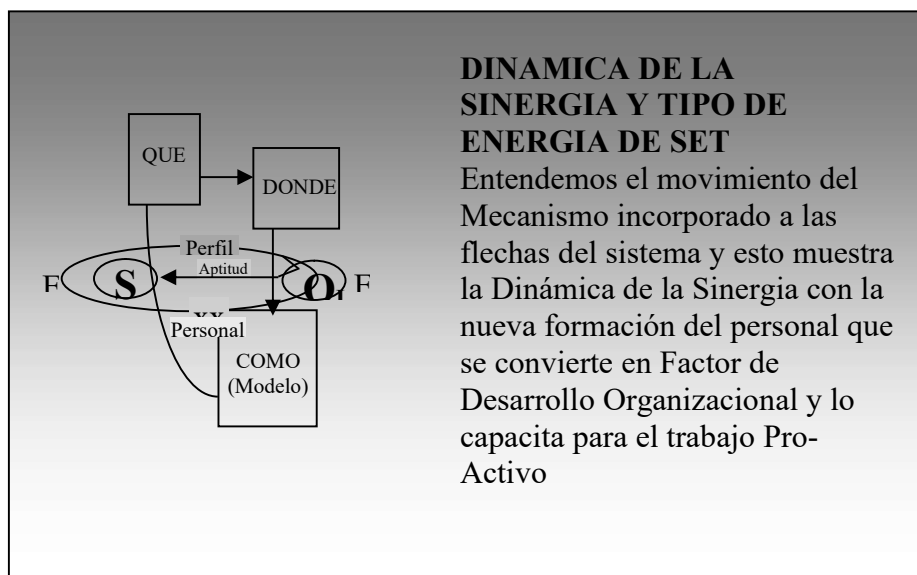 QUE
DONDE
Perfil
Aptitud
S
Personal
COMO
(Modelo)
DINAMICA DE LA
SINERGIA Y TIPO DE
ENERGIA DE SET
Entendemos el movimiento del
Mecanismo incorporado a las
flechas del sistema y esto muestra
la Dinámica de la Sinergia con la
nueva formación del personal que
se convierte en Factor de
Desarrollo Organizacional y lo
capacita para el trabajo Pro-
Activo